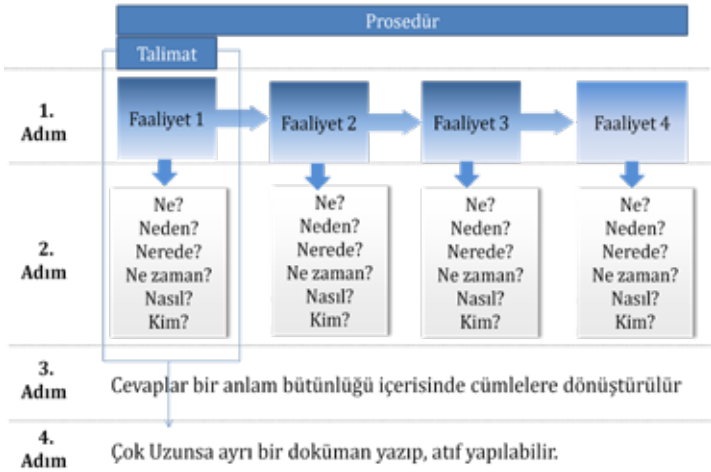 Prosedür
Talimat
1.
Adım
Faaliyet 1
Faaliyet 2
Faaliyet 3
Faaliyet 4
2.
Adım
Ne?
Neden?
Nerede?
Ne zaman?
Nasıl?
Kim?
Ne?
Neden?
Nerede?
Ne zaman?
Nasıl?
Kim?
Ne?
Neden?
Nerede?
Ne zaman?
Nasıl?
Kim?
Ne?
Neden?
Nerede?
Ne zaman?
Nasıl?
Kim?
3.
Adım
Cevaplar bir anlam bütünlüğü içerisinde cümlelere dönüştürülür
4.
Adım
Çok Uzunsa ayrı bir doküman yazıp, atıf yapılabilir.